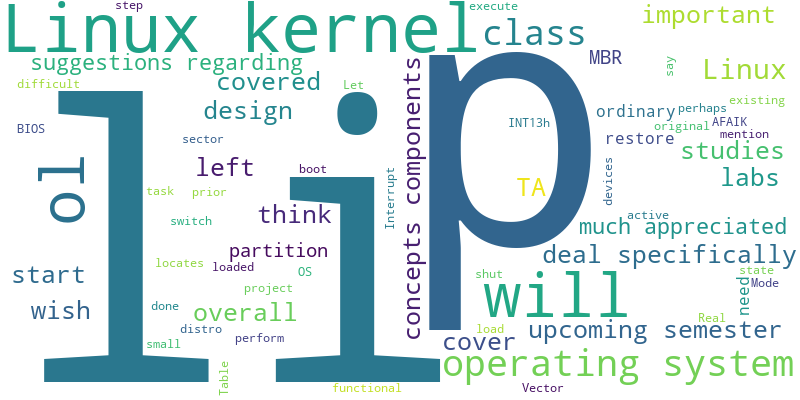 step
execute
Linux kernel
class
important
suggestions regarding
MBR
say
Linux
difficult
covered
Let
existing
design
ordinary
perhaps
BIOS
INT13h
original
AFAIK
sector
restore
mention
studies
li
p
ol
left
boot
concepts components
TA
labs
task
prior
Interrupt
devices
think
switch
active
much appreciated
partition
deal specifically
locates
loaded
OS
start
shut
state
project
will
need
Mode
wish
done
overall
Real
distro
load
upcoming semester
small
perform
cover
operating system
Table
functional
Vector